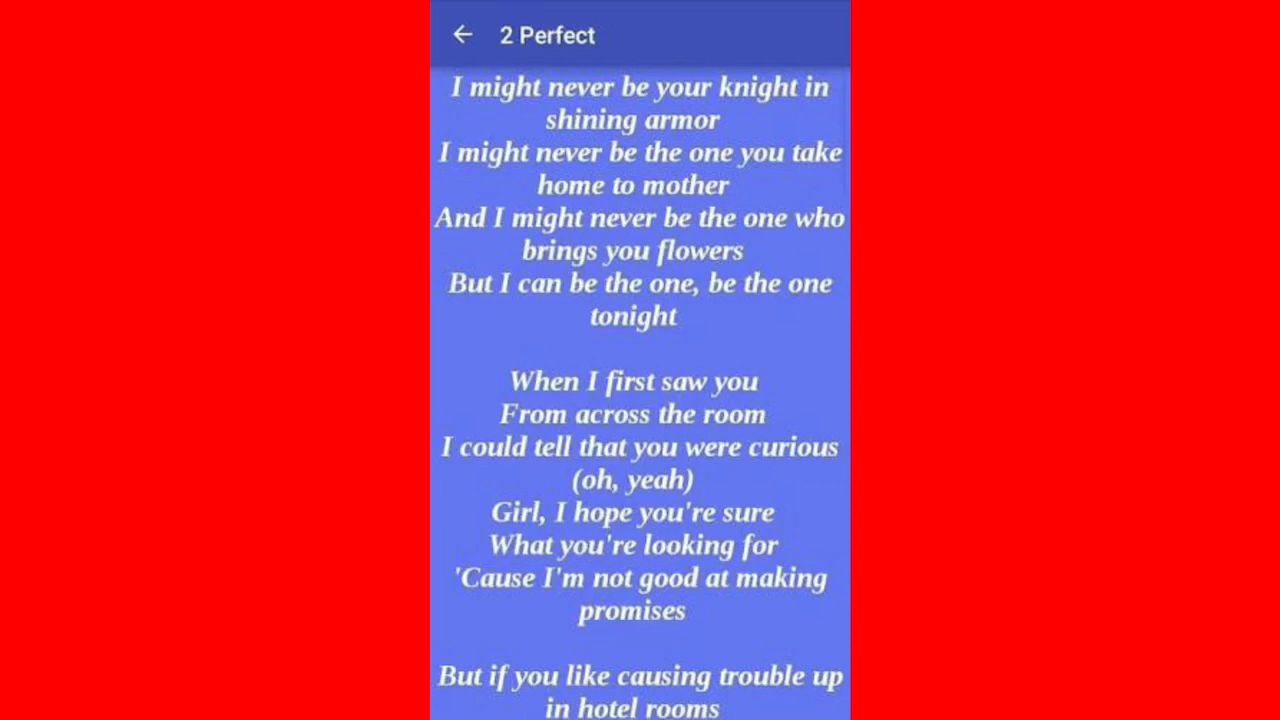 2 Perfect
I might never be your knight in
shining armor
I might never be the one you take
home to mother
And I might never be the one who
brings you flowers
But I can be the one, be the one
tonight
When I first saw you
From across the room
I could tell that you were curious
(oh, yeah)
Girl, I hope you're sure
What you're looking for
'Cause I'm not good at making
promises
But if you like causing trouble up
in hotel rooms